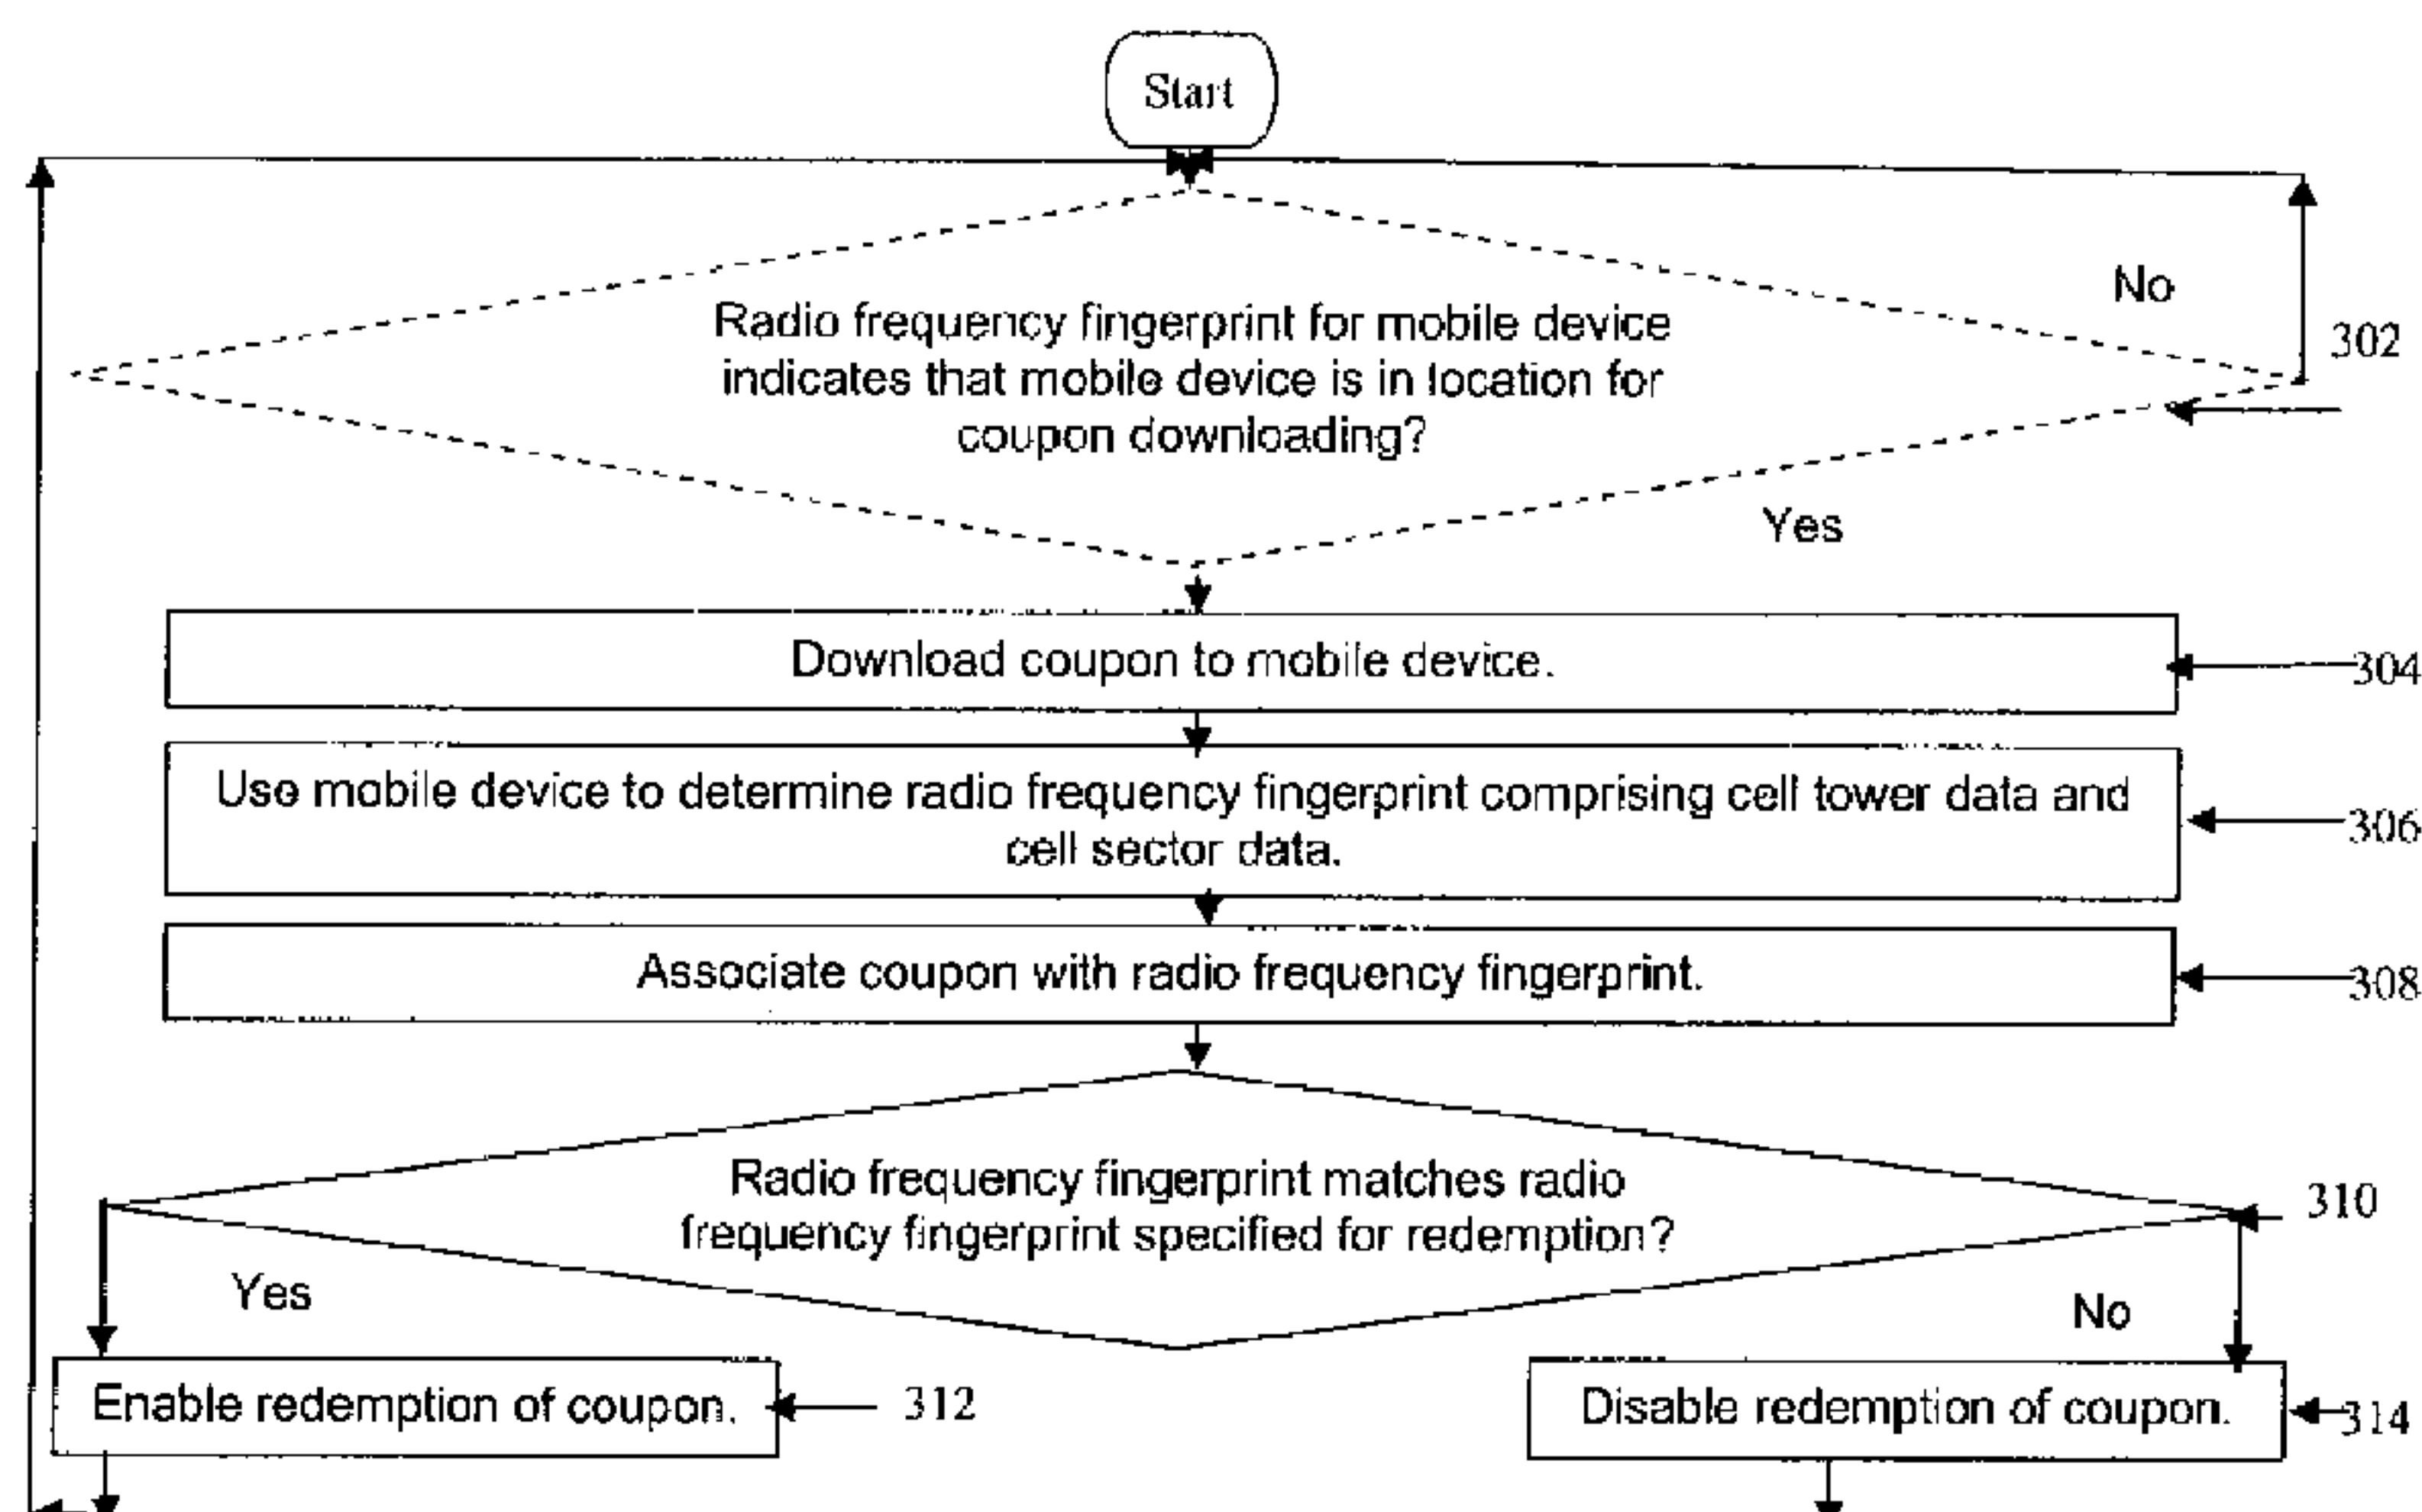 Start
No
Radio frequency fingerprint for mobile device
indicates that mobile device is in location for
coupon downloading?
302
Yes
Download coupon to mobile device.
304
Use mobile device to determine radio frequency fingerprint comprising cell tower data and
cell sector data.
306
Associate coupon with radio frequency fingerprint.
308
Radio frequency fingerprint matches radio
frequency fingerprint specified for redemption?
310
Yes
No
Enable redemption of coupon.
312
Disable redemption of coupon.
314